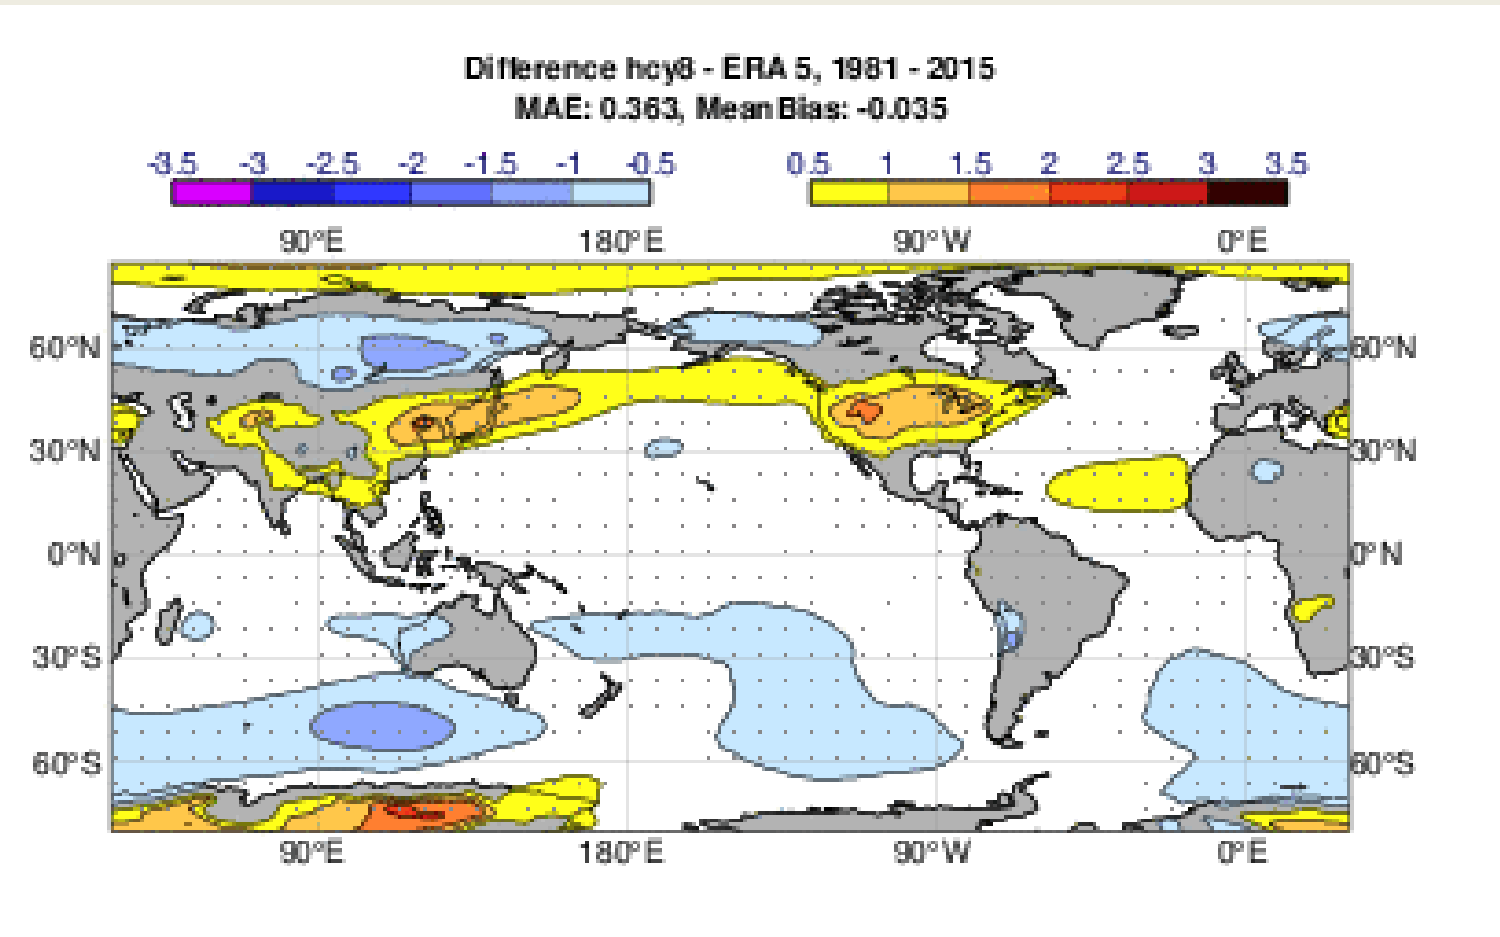 Difference hcy8 - ERA 5, 1981 - 2015
MAE: 0.363, Mean Bias: -0.035
-3.5 -3 -2.5 -2 -1.5 -1 -0.5 0.5 1 1.5 2 2.5 3 3.5
90°E 180°E 90°W 0°E
60°N 60°N
30°N 30°N
0°N 0°N
30°S 30°S
60°S 60°S
90°E 180°E 90°W 0°E